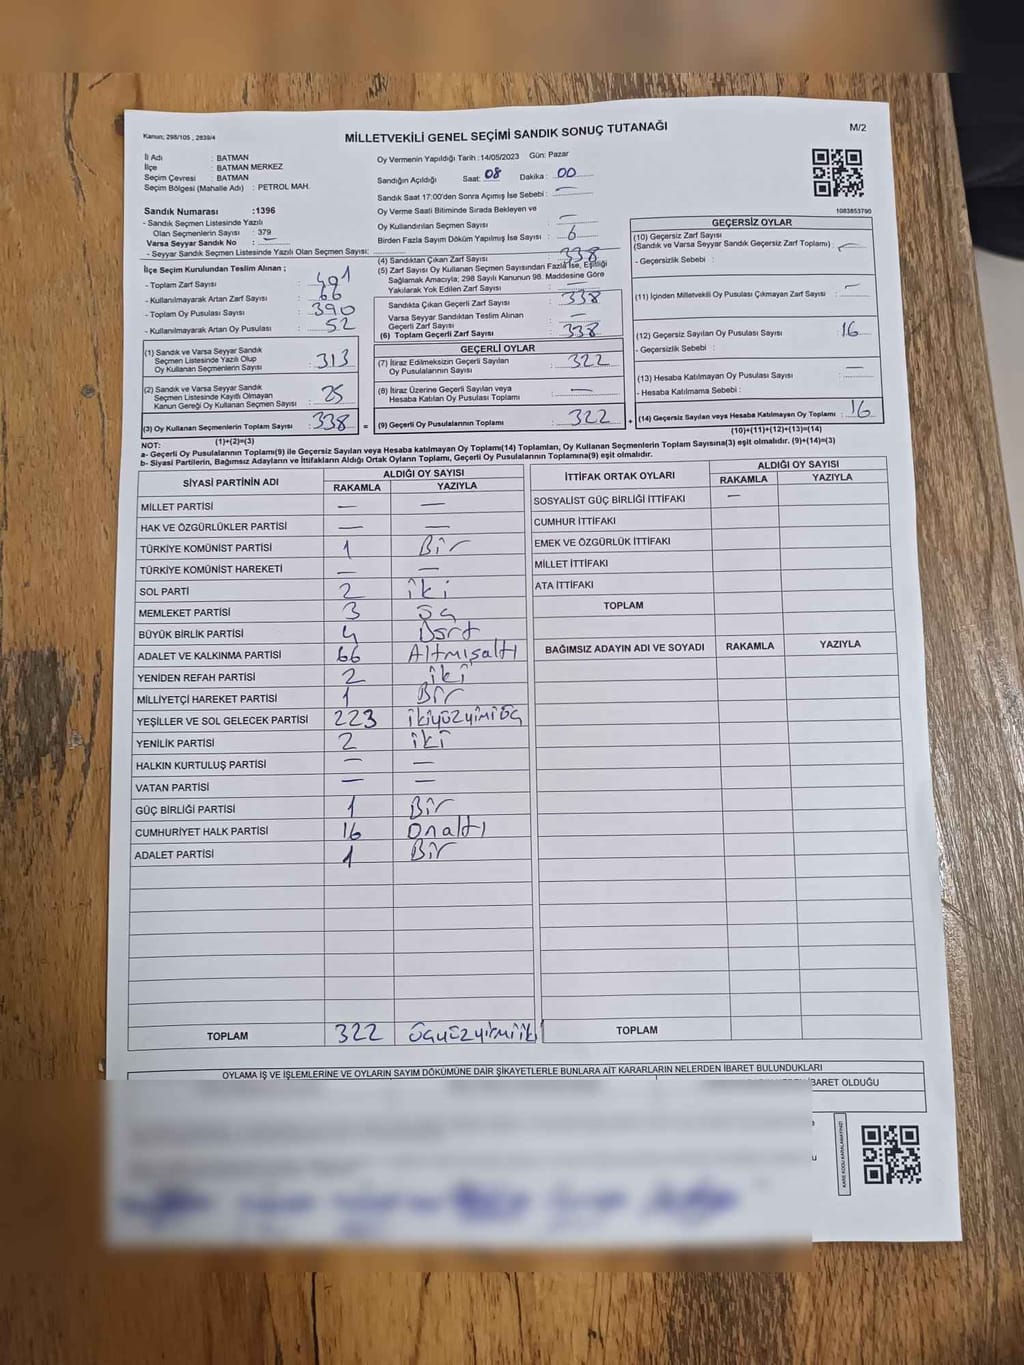 Kanun; 298/105 , 2839/4
MİLLETVEKİLİ GENEL SEÇİMİ SANDIK SONUÇ TUTANAĞI
M/2
İl Adı : BATMAN
İlçe : BATMAN MERKEZ
Seçim Çevresi : BATMAN
Seçim Bölgesi (Mahalle Adı) : PETROL MAH.
Sandık Numarası :1396
- Sandık Seçmen Listesinde Yazılı
Olan Seçmenlerin Sayısı : 379
Varsa Seyyar Sandık No : —
- Seyyar Sandık Seçmen Listesinde Yazılı Olan Seçmen Sayısı:
Oy Vermenin Yapıldığı Tarih :14/05/2023 Gün: Pazar
Sandığın Açıldığı Saat: 08 Dakika : 00
Sandık Saat 17:00'den Sonra Açımış İse Sebebi : —
Oy Verme Saati Bitiminde Sırada Bekleyen ve
Oy Kullandırılan Seçmen Sayısı : —
Birden Fazla Sayım Döküm Yapılmış İse Sayısı : 6
1083853790
İlçe Seçim Kurulundan Teslim Alınan ;
- Toplam Zarf Sayısı : 401
- Kullanılmayarak Artan Zarf Sayısı : 66
- Toplam Oy Pusulası Sayısı : 390
- Kullanılmayarak Artan Oy Pusulası : 52
(1) Sandık ve Varsa Seyyar Sandık
Seçmen Listesinde Yazılı Olup
Oy Kullanan Seçmenlerin Sayısı : 313
(2) Sandık ve Varsa Seyyar Sandık
Seçmen Listesinde Kayıtlı Olmayan
Kanun Gereği Oy Kullanan Seçmen Sayısı : 25
(3) Oy Kullanan Seçmenlerin Toplam Sayısı : 338 =
(4) Sandıktan Çıkan Zarf Sayısı : 338
(5) Zarf Sayısı Oy Kullanan Seçmen Sayısından Fazla İse, Eşitliği
Sağlamak Amacıyla; 298 Sayılı Kanunun 98. Maddesine Göre
Yakılarak Yok Edilen Zarf Sayısı : —
Sandıkta Çıkan Geçerli Zarf Sayısı : 338
Varsa Seyyar Sandıktan Teslim Alınan
Geçerli Zarf Sayısı : —
(6) Toplam Geçerli Zarf Sayısı : 338
GEÇERLİ OYLAR
(7) İtiraz Edilmeksizin Geçerli Sayılan
Oy Pusulalarının Sayısı : 322
(8) İtiraz Üzerine Geçerli Sayılan veya
Hesaba Katılan Oy Pusulası Toplamı : —
(9) Geçerli Oy Pusulalarının Toplamı : 322 +
GEÇERSİZ OYLAR
(10) Geçersiz Zarf Sayısı
(Sandık ve Varsa Seyyar Sandık Geçersiz Zarf Toplamı) : —
- Geçersizlik Sebebi :
(11) İçinden Milletvekili Oy Pusulası Çıkmayan Zarf Sayısı : —
(12) Geçersiz Sayılan Oy Pusulası Sayısı : 16
- Geçersizlik Sebebi :
(13) Hesaba Katılmayan Oy Pusulası Sayısı : —
- Hesaba Katılmama Sebebi :
(14) Geçersiz Sayılan veya Hesaba Katılmayan Oy Toplamı : 16
NOT: (1)+(2)=(3) (10)+(11)+(12)+(13)=(14)
a- Geçerli Oy Pusulalarının Toplamı(9) ile Geçersiz Sayılan veya Hesaba katılmayan Oy Toplamı(14) Toplamları, Oy Kullanan Seçmenlerin Toplam Sayısına(3) eşit olmalıdır. (9)+(14)=(3)
b- Siyasi Partilerin, Bağımsız Adayların ve İttifakların Aldığı Ortak Oyların Toplamı, Geçerli Oy Pusulalarının Toplamına(9) eşit olmalıdır.
SİYASİ PARTİNİN ADI ALDIĞI OY SAYISI
RAKAMLA YAZIYLA
MİLLET PARTİSİ — —
HAK VE ÖZGÜRLÜKLER PARTİSİ — —
TÜRKİYE KOMÜNİST PARTİSİ 1 Bir
TÜRKİYE KOMÜNİST HAREKETİ — —
SOL PARTİ 2 iki
MEMLEKET PARTİSİ 3 üç
BÜYÜK BİRLİK PARTİSİ 4 Dört
ADALET VE KALKINMA PARTİSİ 66 Altmışaltı
YENİDEN REFAH PARTİSİ 2 iki
MİLLİYETÇİ HAREKET PARTİSİ 1 Bir
YEŞİLLER VE SOL GELECEK PARTİSİ 223 ikiyüzyimiüç
YENİLİK PARTİSİ 2 iki
HALKIN KURTULUŞ PARTİSİ — —
VATAN PARTİSİ — —
GÜÇ BİRLİĞİ PARTİSİ 1 Bir
CUMHURİYET HALK PARTİSİ 16 Onaltı
ADALET PARTİSİ 1 Bir
TOPLAM 322 üçyüzyirmiiki
İTTİFAK ORTAK OYLARI ALDIĞI OY SAYISI
RAKAMLA YAZIYLA
SOSYALİST GÜÇ BİRLİĞİ İTTİFAKI —
CUMHUR İTTİFAKI
EMEK VE ÖZGÜRLÜK İTTİFAKI
MİLLET İTTİFAKI
ATA İTTİFAKI
TOPLAM
BAĞIMSIZ ADAYIN ADI VE SOYADI RAKAMLA YAZIYLA
TOPLAM
OYLAMA İŞ VE İŞLEMLERİNE VE OYLARIN SAYIM DÖKÜMÜNE DAİR ŞİKAYETLERLE BUNLARA AİT KARARLARIN NELERDEN İBARET BULUNDUKLARI
İBARET OLDUĞU
KARE KODU KARALAMAYINIZ!